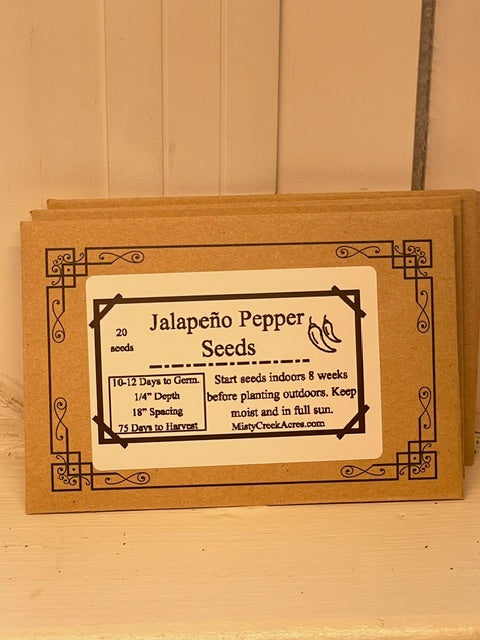 Jalapeño Pepper
Seeds
20
seeds
10-12 Days to Germ.
1/4" Depth
18" Spacing
75 Days to Harvest
Start seeds indoors 8 weeks
before planting outdoors. Keep
moist and in full sun.
MistyCreekAcres.com